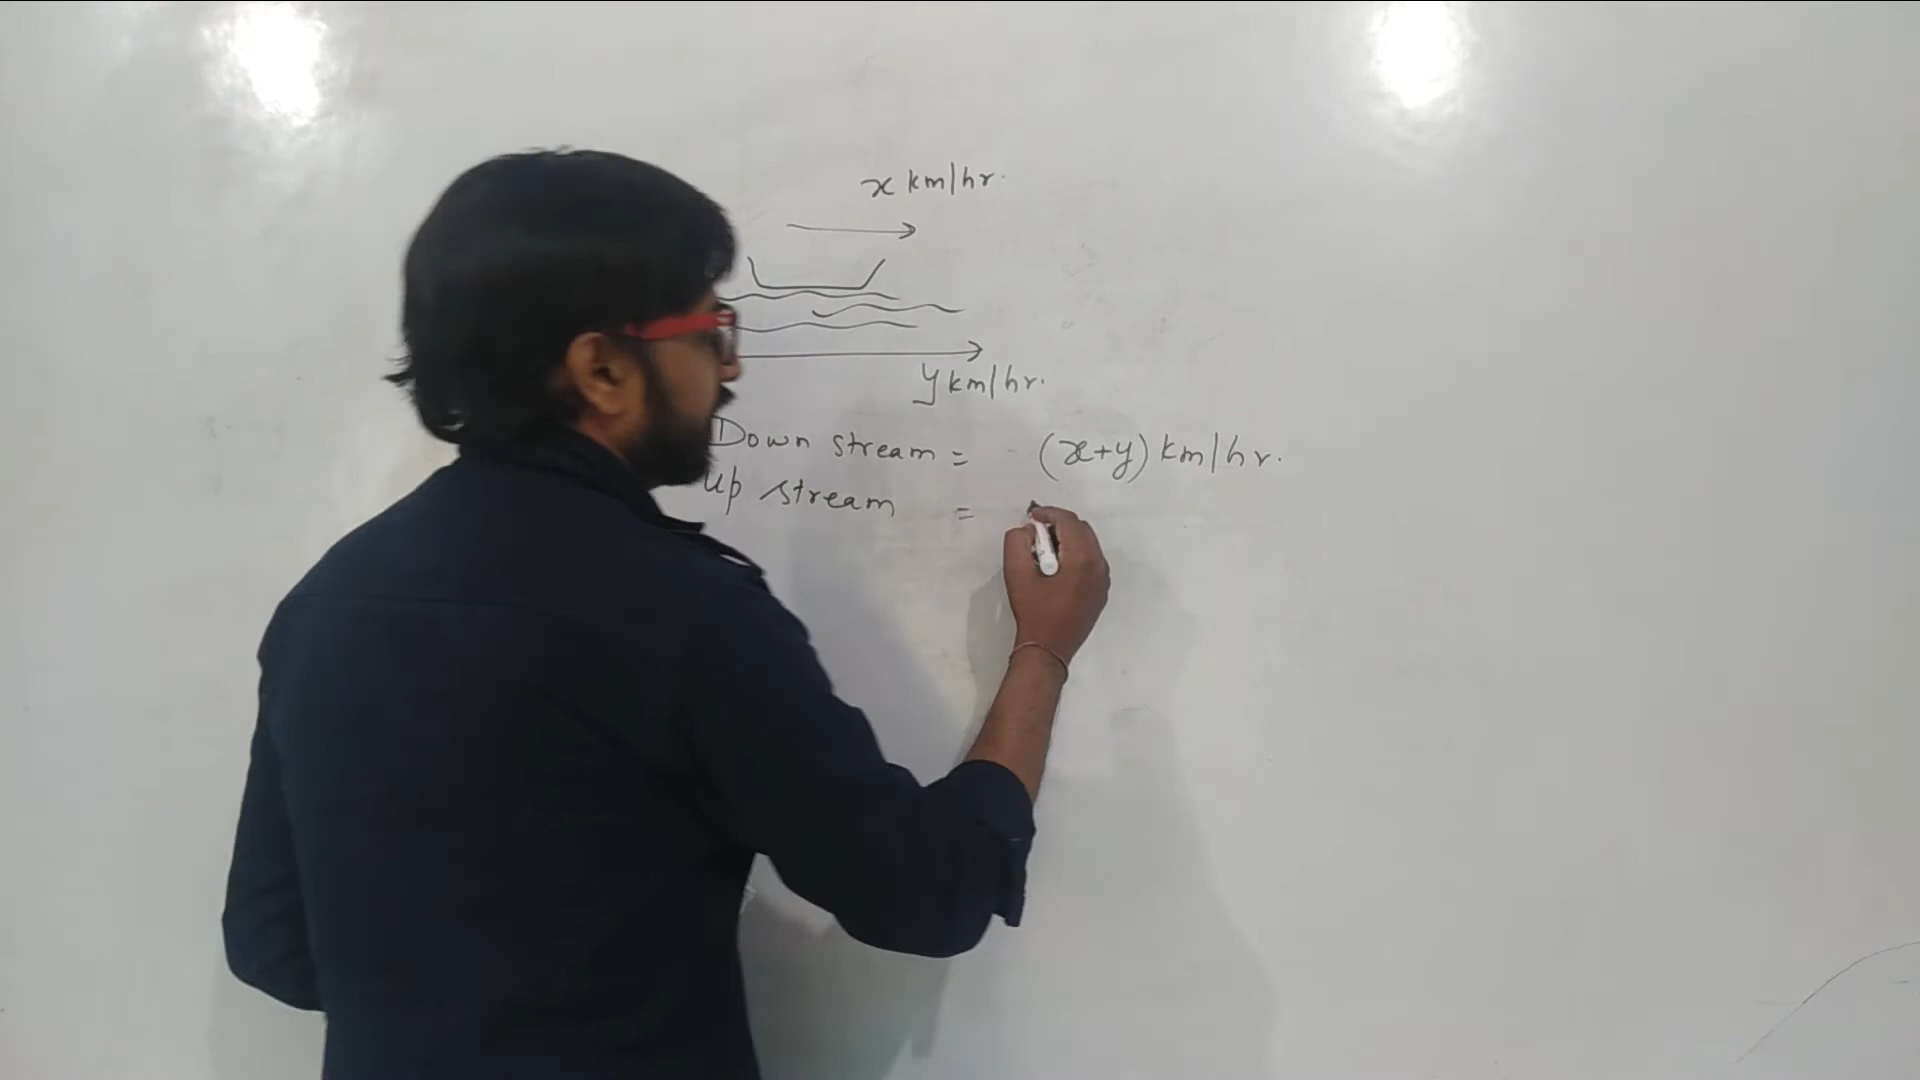 x km/hr.
y km/hr.
Down stream = (x+y) km/hr.
Up stream =